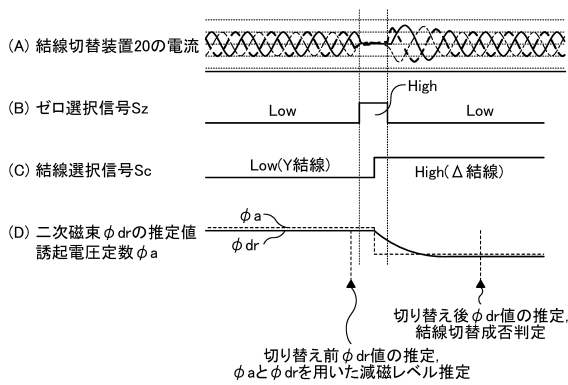 (A) 結線切替装置20の電流
(B) ゼロ選択信号Sz
Low
High
Low
(C) 結線選択信号Sc
Low(Y結線)
High(Δ結線)
(D) 二次磁束φdrの推定値
誘起電圧定数φa
φa
φdr
切り替え後φdr値の推定,
結線切替成否判定
切り替え前φdr値の推定,
φaとφdrを用いた減磁レベル推定